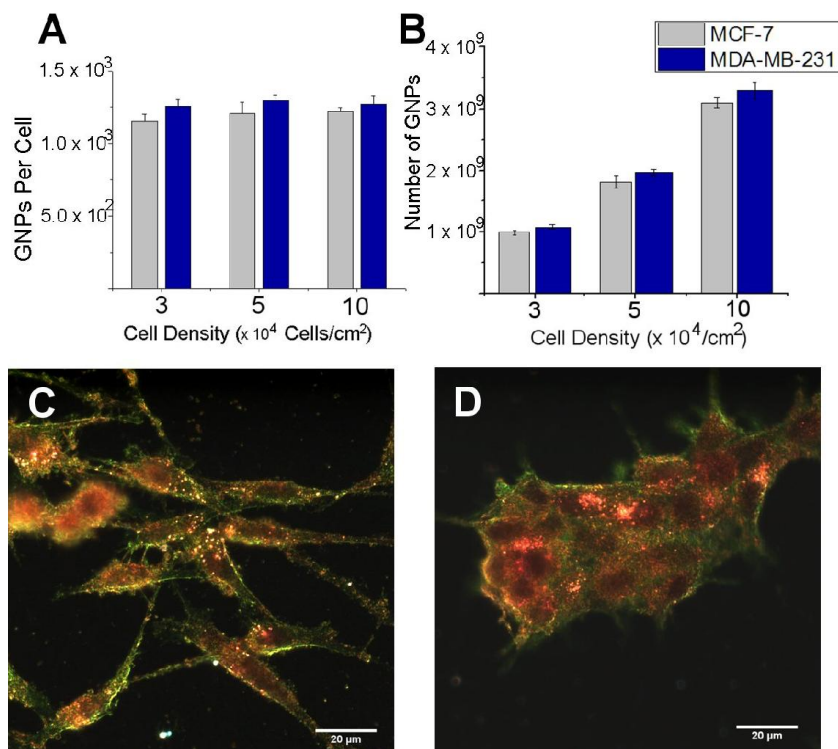 A
GNPs Per Cell
1.5 x 10³
1.0 x 10³
5.0 x 10²
3 5 10
Cell Density (x 10⁴ Cells/cm²)
B
MCF-7
MDA-MB-231
Number of GNPs
4 x 10⁹
3 x 10⁹
2 x 10⁹
1 x 10⁹
3 5 10
Cell Density (x 10⁴/cm²)
C
20 µm
D
20 µm